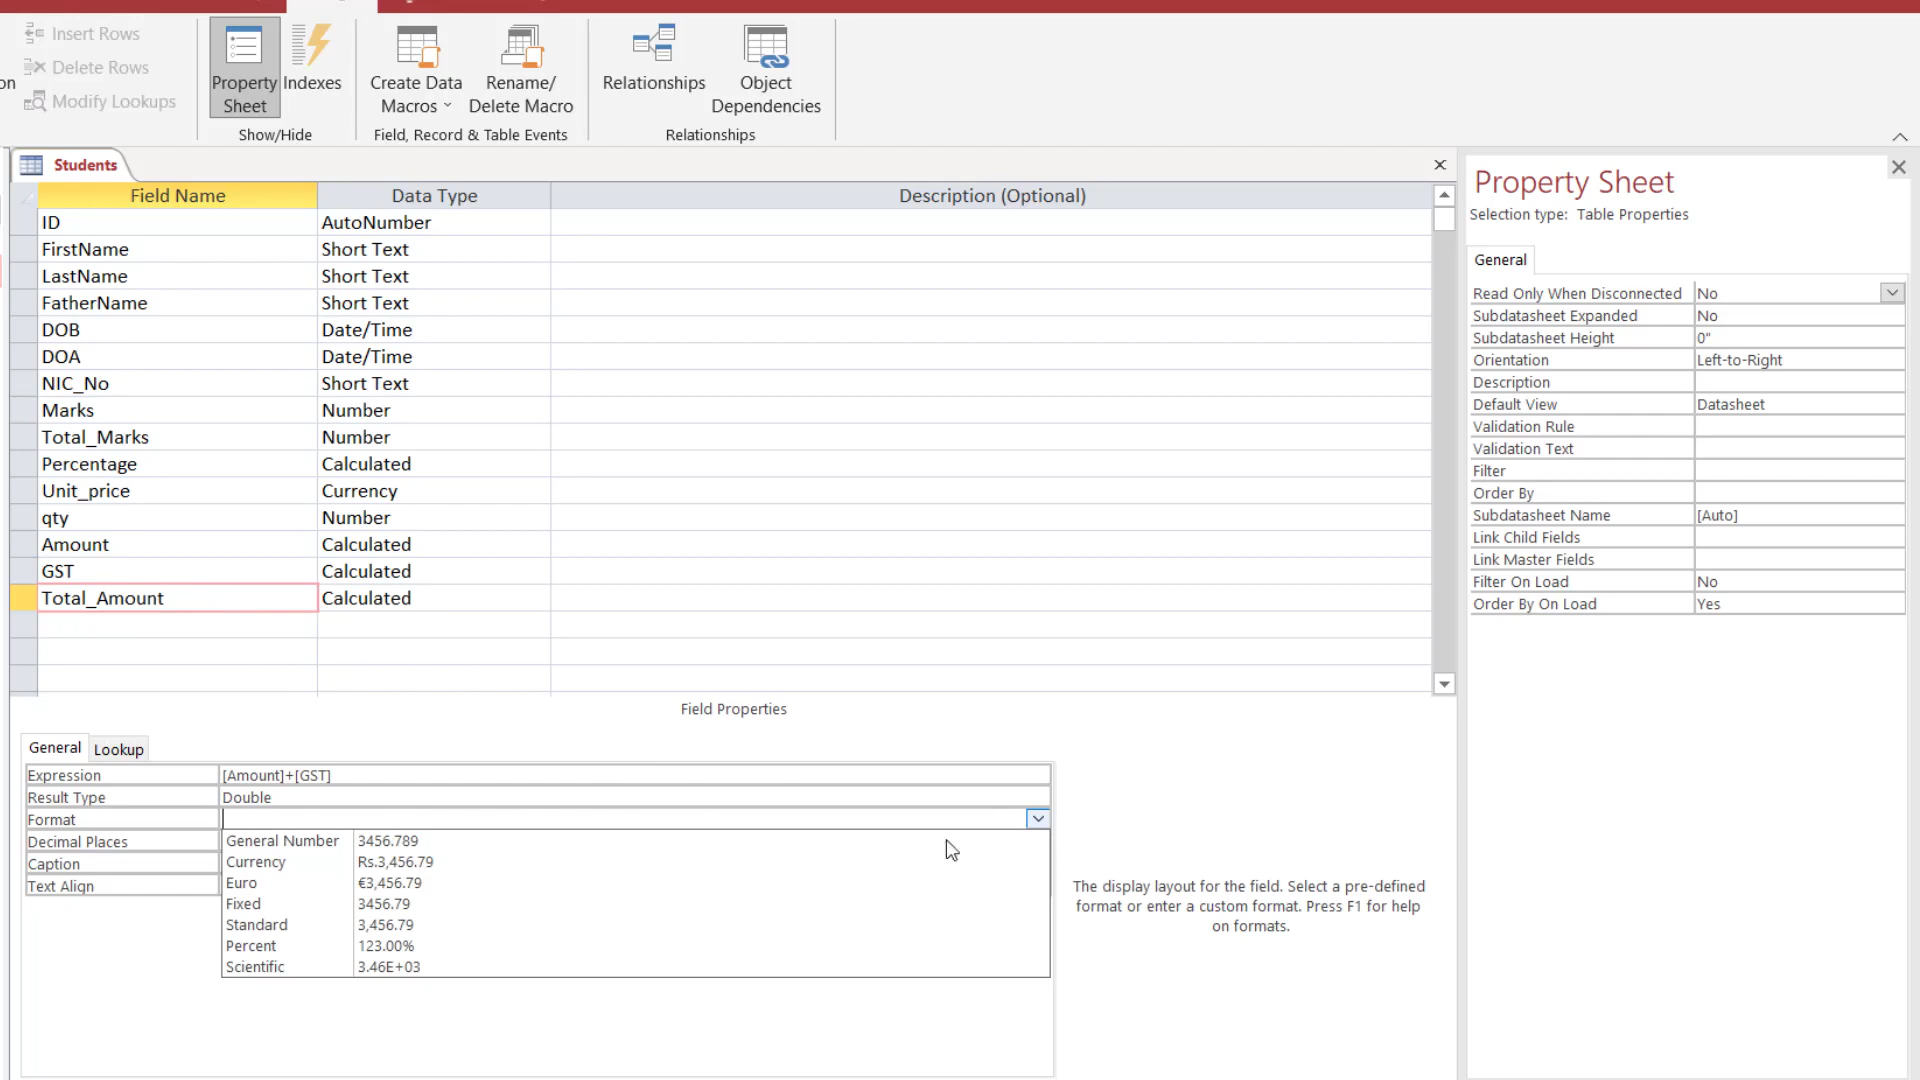 on
Insert Rows
Delete Rows
Modify Lookups
Property
Sheet
Indexes
Show/Hide
Create Data
Macros
Rename/
Delete Macro
Field, Record & Table Events
Relationships
Object
Dependencies
Relationships
Students
Field Name Data Type Description (Optional)
ID AutoNumber
FirstName Short Text
LastName Short Text
FatherName Short Text
DOB Date/Time
DOA Date/Time
NIC_No Short Text
Marks Number
Total_Marks Number
Percentage Calculated
Unit_price Currency
qty Number
Amount Calculated
GST Calculated
Total_Amount Calculated
Field Properties
General Lookup
Expression [Amount]+[GST]
Result Type Double
Format
Decimal Places
Caption
Text Align
General Number 3456.789
Currency Rs.3,456.79
Euro €3,456.79
Fixed 3456.79
Standard 3,456.79
Percent 123.00%
Scientific 3.46E+03
The display layout for the field. Select a pre-defined
format or enter a custom format. Press F1 for help
on formats.
Property Sheet
Selection type: Table Properties
General
Read Only When Disconnected No
Subdatasheet Expanded No
Subdatasheet Height 0"
Orientation Left-to-Right
Description
Default View Datasheet
Validation Rule
Validation Text
Filter
Order By
Subdatasheet Name [Auto]
Link Child Fields
Link Master Fields
Filter On Load No
Order By On Load Yes